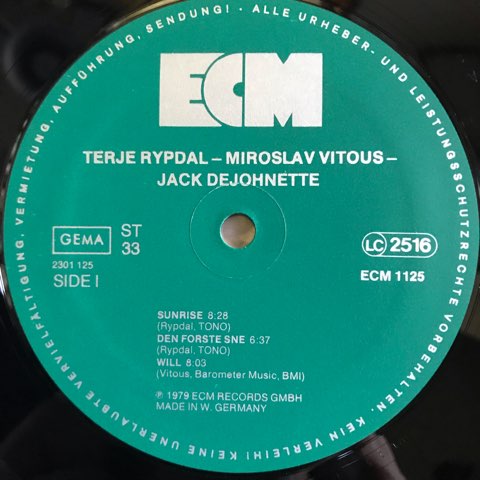 ECM
TERJE RYPDAL – MIROSLAV VITOUS –
JACK DEJOHNETTE
GEMA
ST
33
2301 125
SIDE I
LC 2516
ECM 1125
SUNRISE 8:28
(Rypdal, TONO)
DEN FORSTE SNE 6:37
(Rypdal, TONO)
WILL 8:03
(Vitous, Barometer Music, BMI)
℗ 1979 ECM RECORDS GMBH
MADE IN W. GERMANY
ALLE URHEBER- UND LEISTUNGSSCHUTZRECHTE VORBEHALTEN. KEIN VERLEIH! KEINE UNERLAUBTE VERVIELFÄLTIGUNG, VERMIETUNG, AUFFÜHRUNG, SENDUNG! -